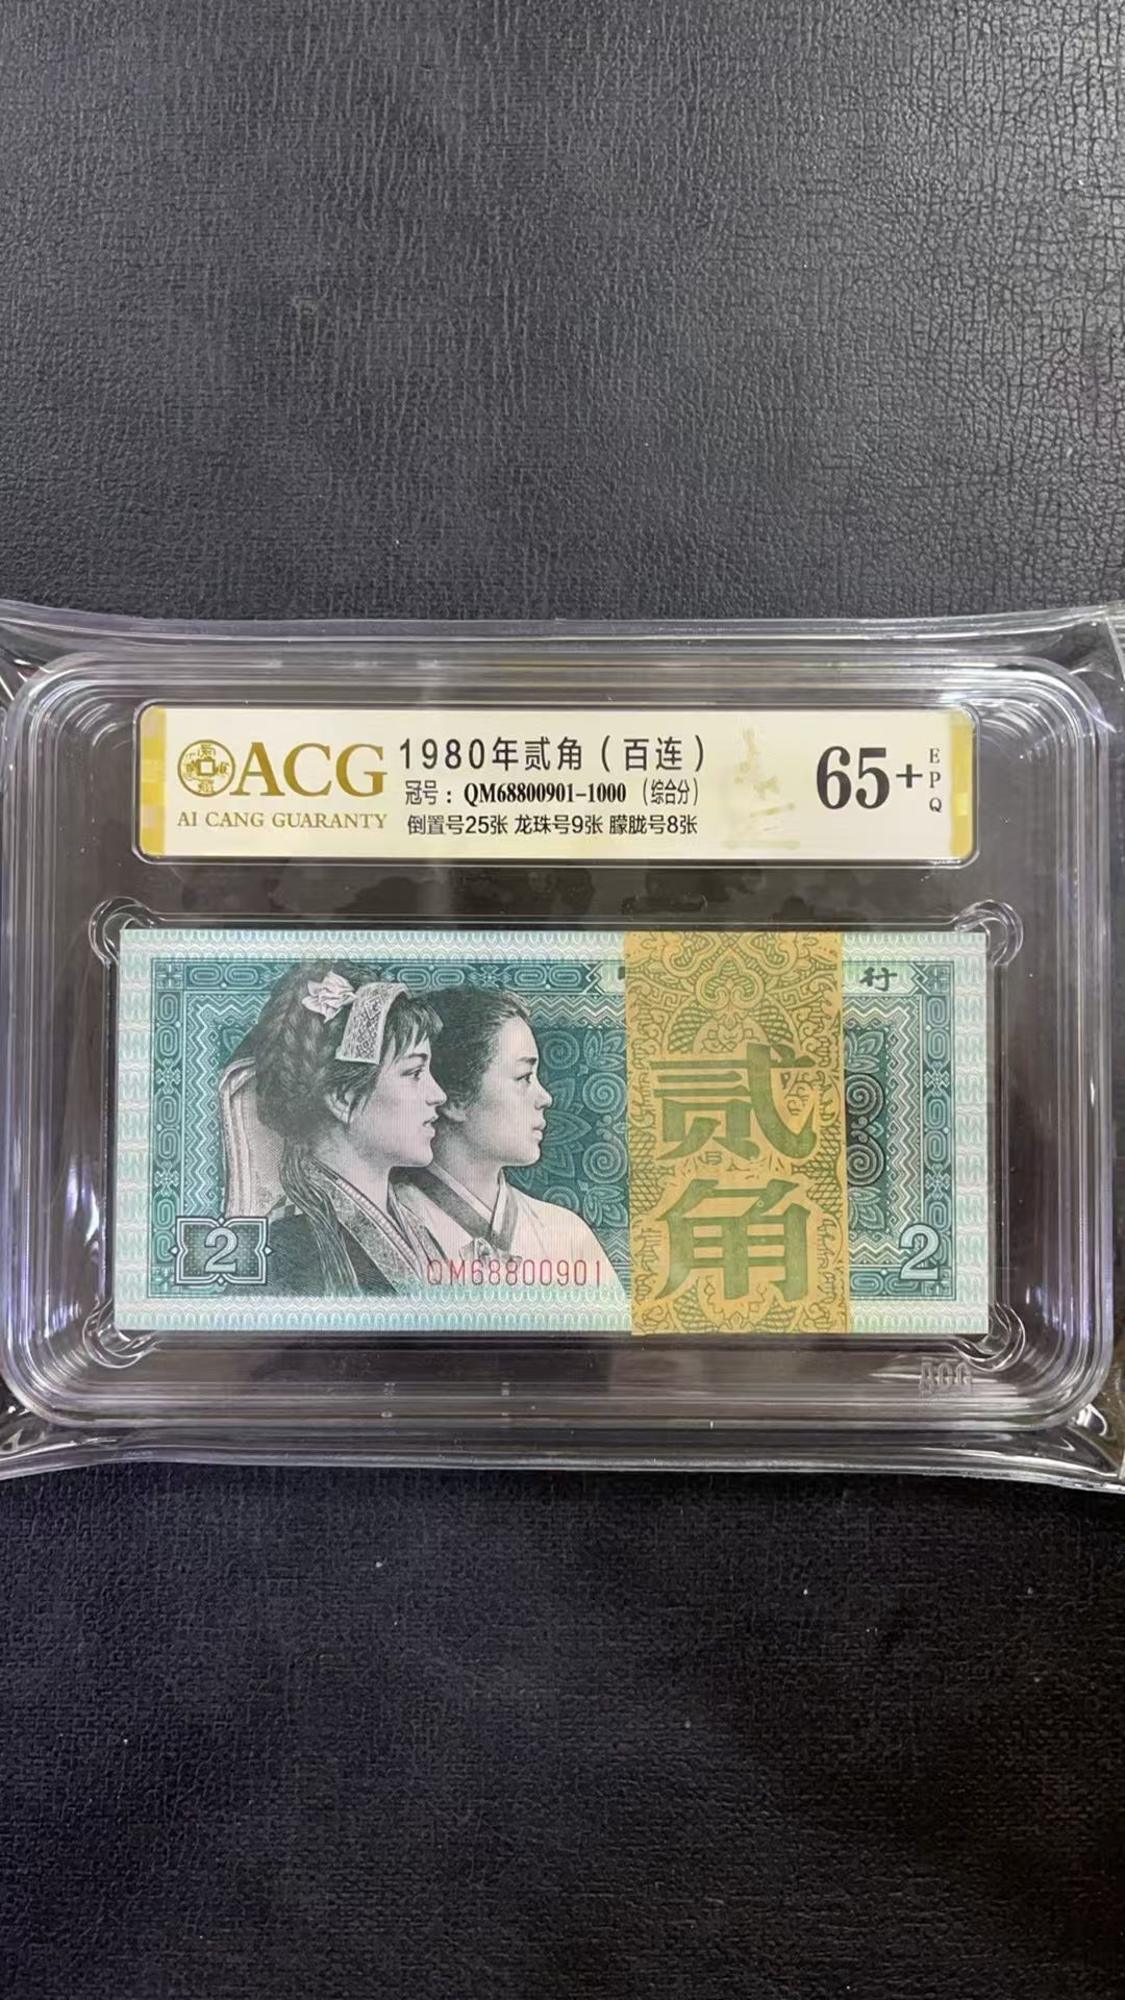 ACG
AI CANG GUARANTY
1980年贰角（百连）
冠号：QM68800901-1000（综合分）
倒置号25张 龙珠号9张 朦胧号8张
65+
EPQ
行
贰角
2
QM68800901
2
ACG